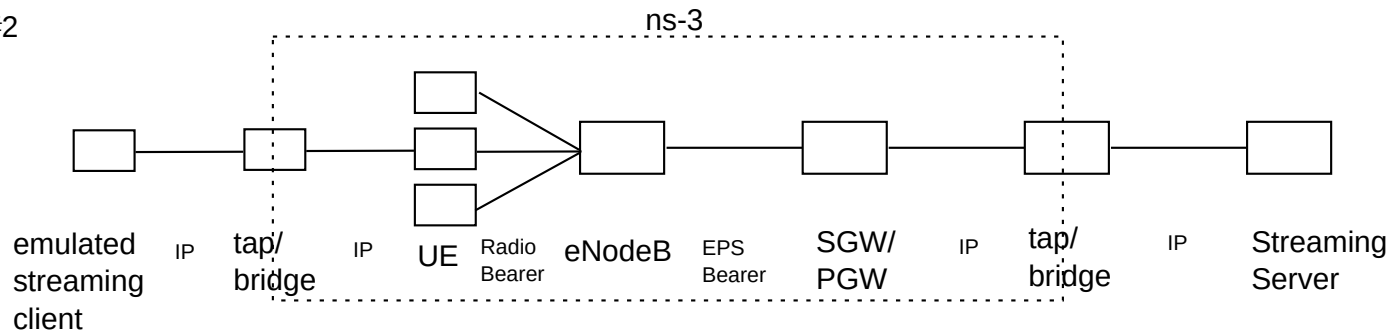 #2
ns-3
emulated
streaming
client
IP
tap/
bridge
IP
UE
Radio
Bearer
eNodeB
EPS
Bearer
SGW/
PGW
IP
tap/
bridge
IP
Streaming
Server